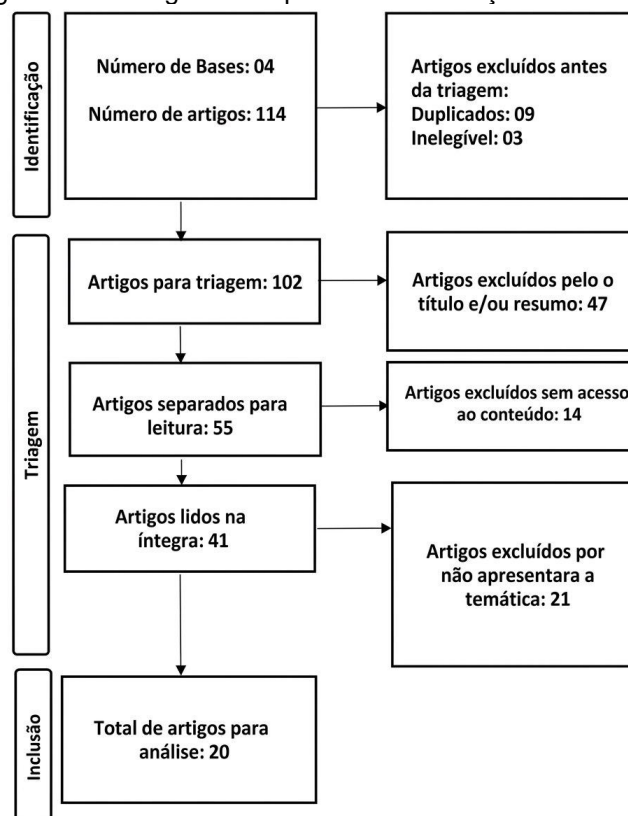 Identificação
Número de Bases: 04
Número de artigos: 114
Artigos excluídos antes
da triagem:
Duplicados: 09
Inelegível: 03
Triagem
Artigos para triagem: 102
Artigos excluídos pelo o
título e/ou resumo: 47
Artigos separados para
leitura: 55
Artigos excluídos sem acesso
ao conteúdo: 14
Artigos lidos na
íntegra: 41
Artigos excluídos por
não apresentara a
temática: 21
Inclusão
Total de artigos para
análise: 20